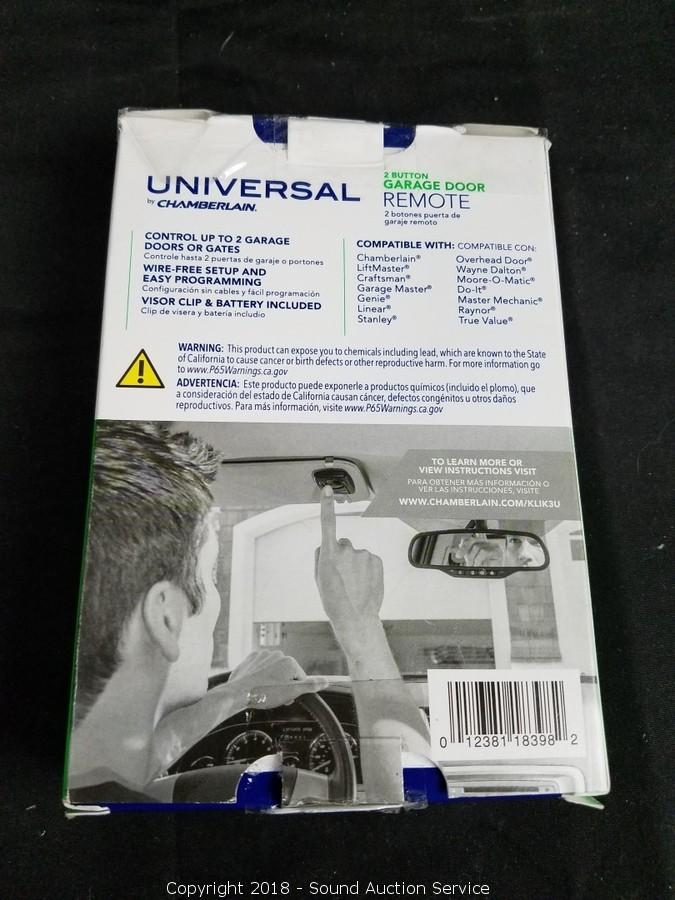 UNIVERSAL
by CHAMBERLAIN®
2 BUTTON
GARAGE DOOR
REMOTE
2 botones puerta de
garaje remoto
CONTROL UP TO 2 GARAGE
DOORS OR GATES
Controle hasta 2 puertas de garaje o portones
WIRE-FREE SETUP AND
EASY PROGRAMMING
Configuración sin cables y fácil programación
VISOR CLIP & BATTERY INCLUDED
Clip de visera y batería includio
COMPATIBLE WITH: COMPATIBLE CON:
Chamberlain®
LiftMaster®
Craftsman®
Garage Master®
Genie®
Linear®
Stanley®
Overhead Door®
Wayne Dalton®
Moore-O-Matic®
Do-It®
Master Mechanic®
Raynor®
True Value®
WARNING: This product can expose you to chemicals including lead, which are known to the State
of California to cause cancer or birth defects or other reproductive harm. For more information go
to www.P65Warnings.ca.gov
ADVERTENCIA: Este producto puede exponerle a productos químicos (incluido el plomo), que
a consideración del estado de California causan cáncer, defectos congénitos u otros daños
reproductivos. Para más información, visite www.P65Warnings.ca.gov
TO LEARN MORE OR
VIEW INSTRUCTIONS VISIT
PARA OBTENER MÁS INFORMACIÓN O
VER LAS INSTRUCCIONES, VISITE
WWW.CHAMBERLAIN.COM/KLIK3U
0 12381 18398 2
Copyright 2018 - Sound Auction Service